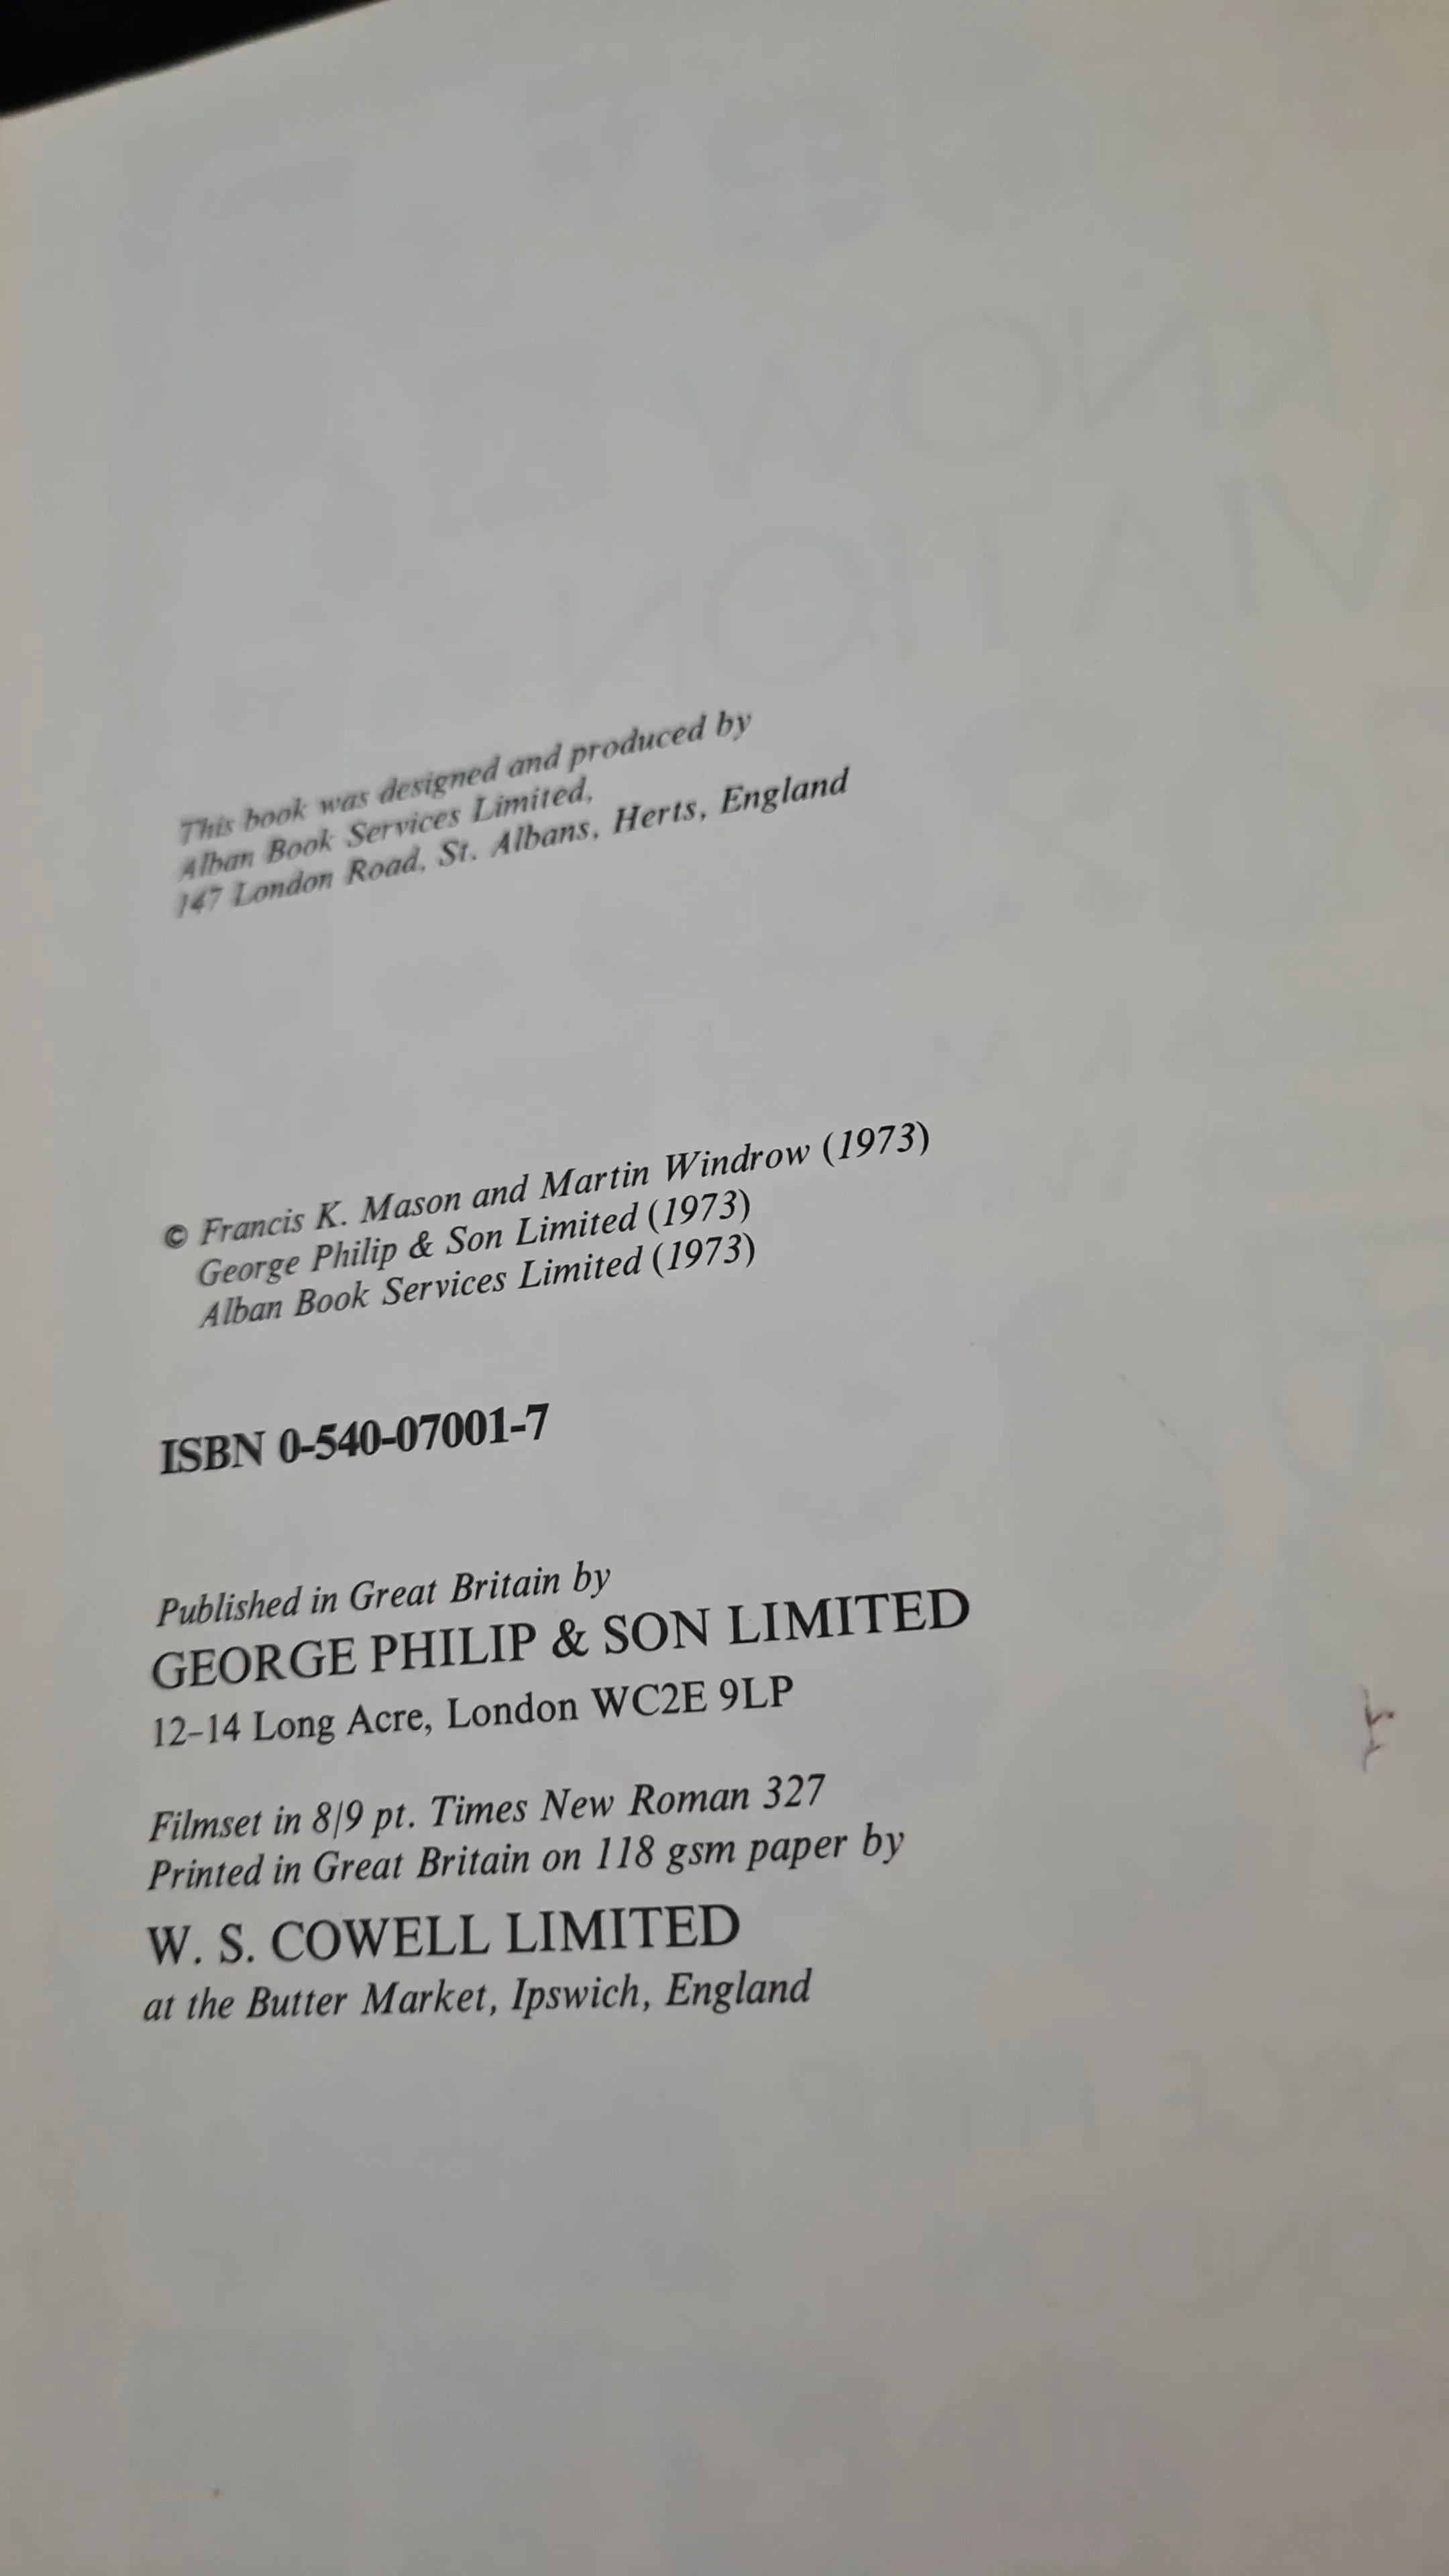 This book was designed and produced by
Alban Book Services Limited,
147 London Road, St. Albans, Herts, England
© Francis K. Mason and Martin Windrow (1973)
George Philip & Son Limited (1973)
Alban Book Services Limited (1973)
ISBN 0-540-07001-7
Published in Great Britain by
GEORGE PHILIP & SON LIMITED
12–14 Long Acre, London WC2E 9LP
Filmset in 8/9 pt. Times New Roman 327
Printed in Great Britain on 118 gsm paper by
W. S. COWELL LIMITED
at the Butter Market, Ipswich, England